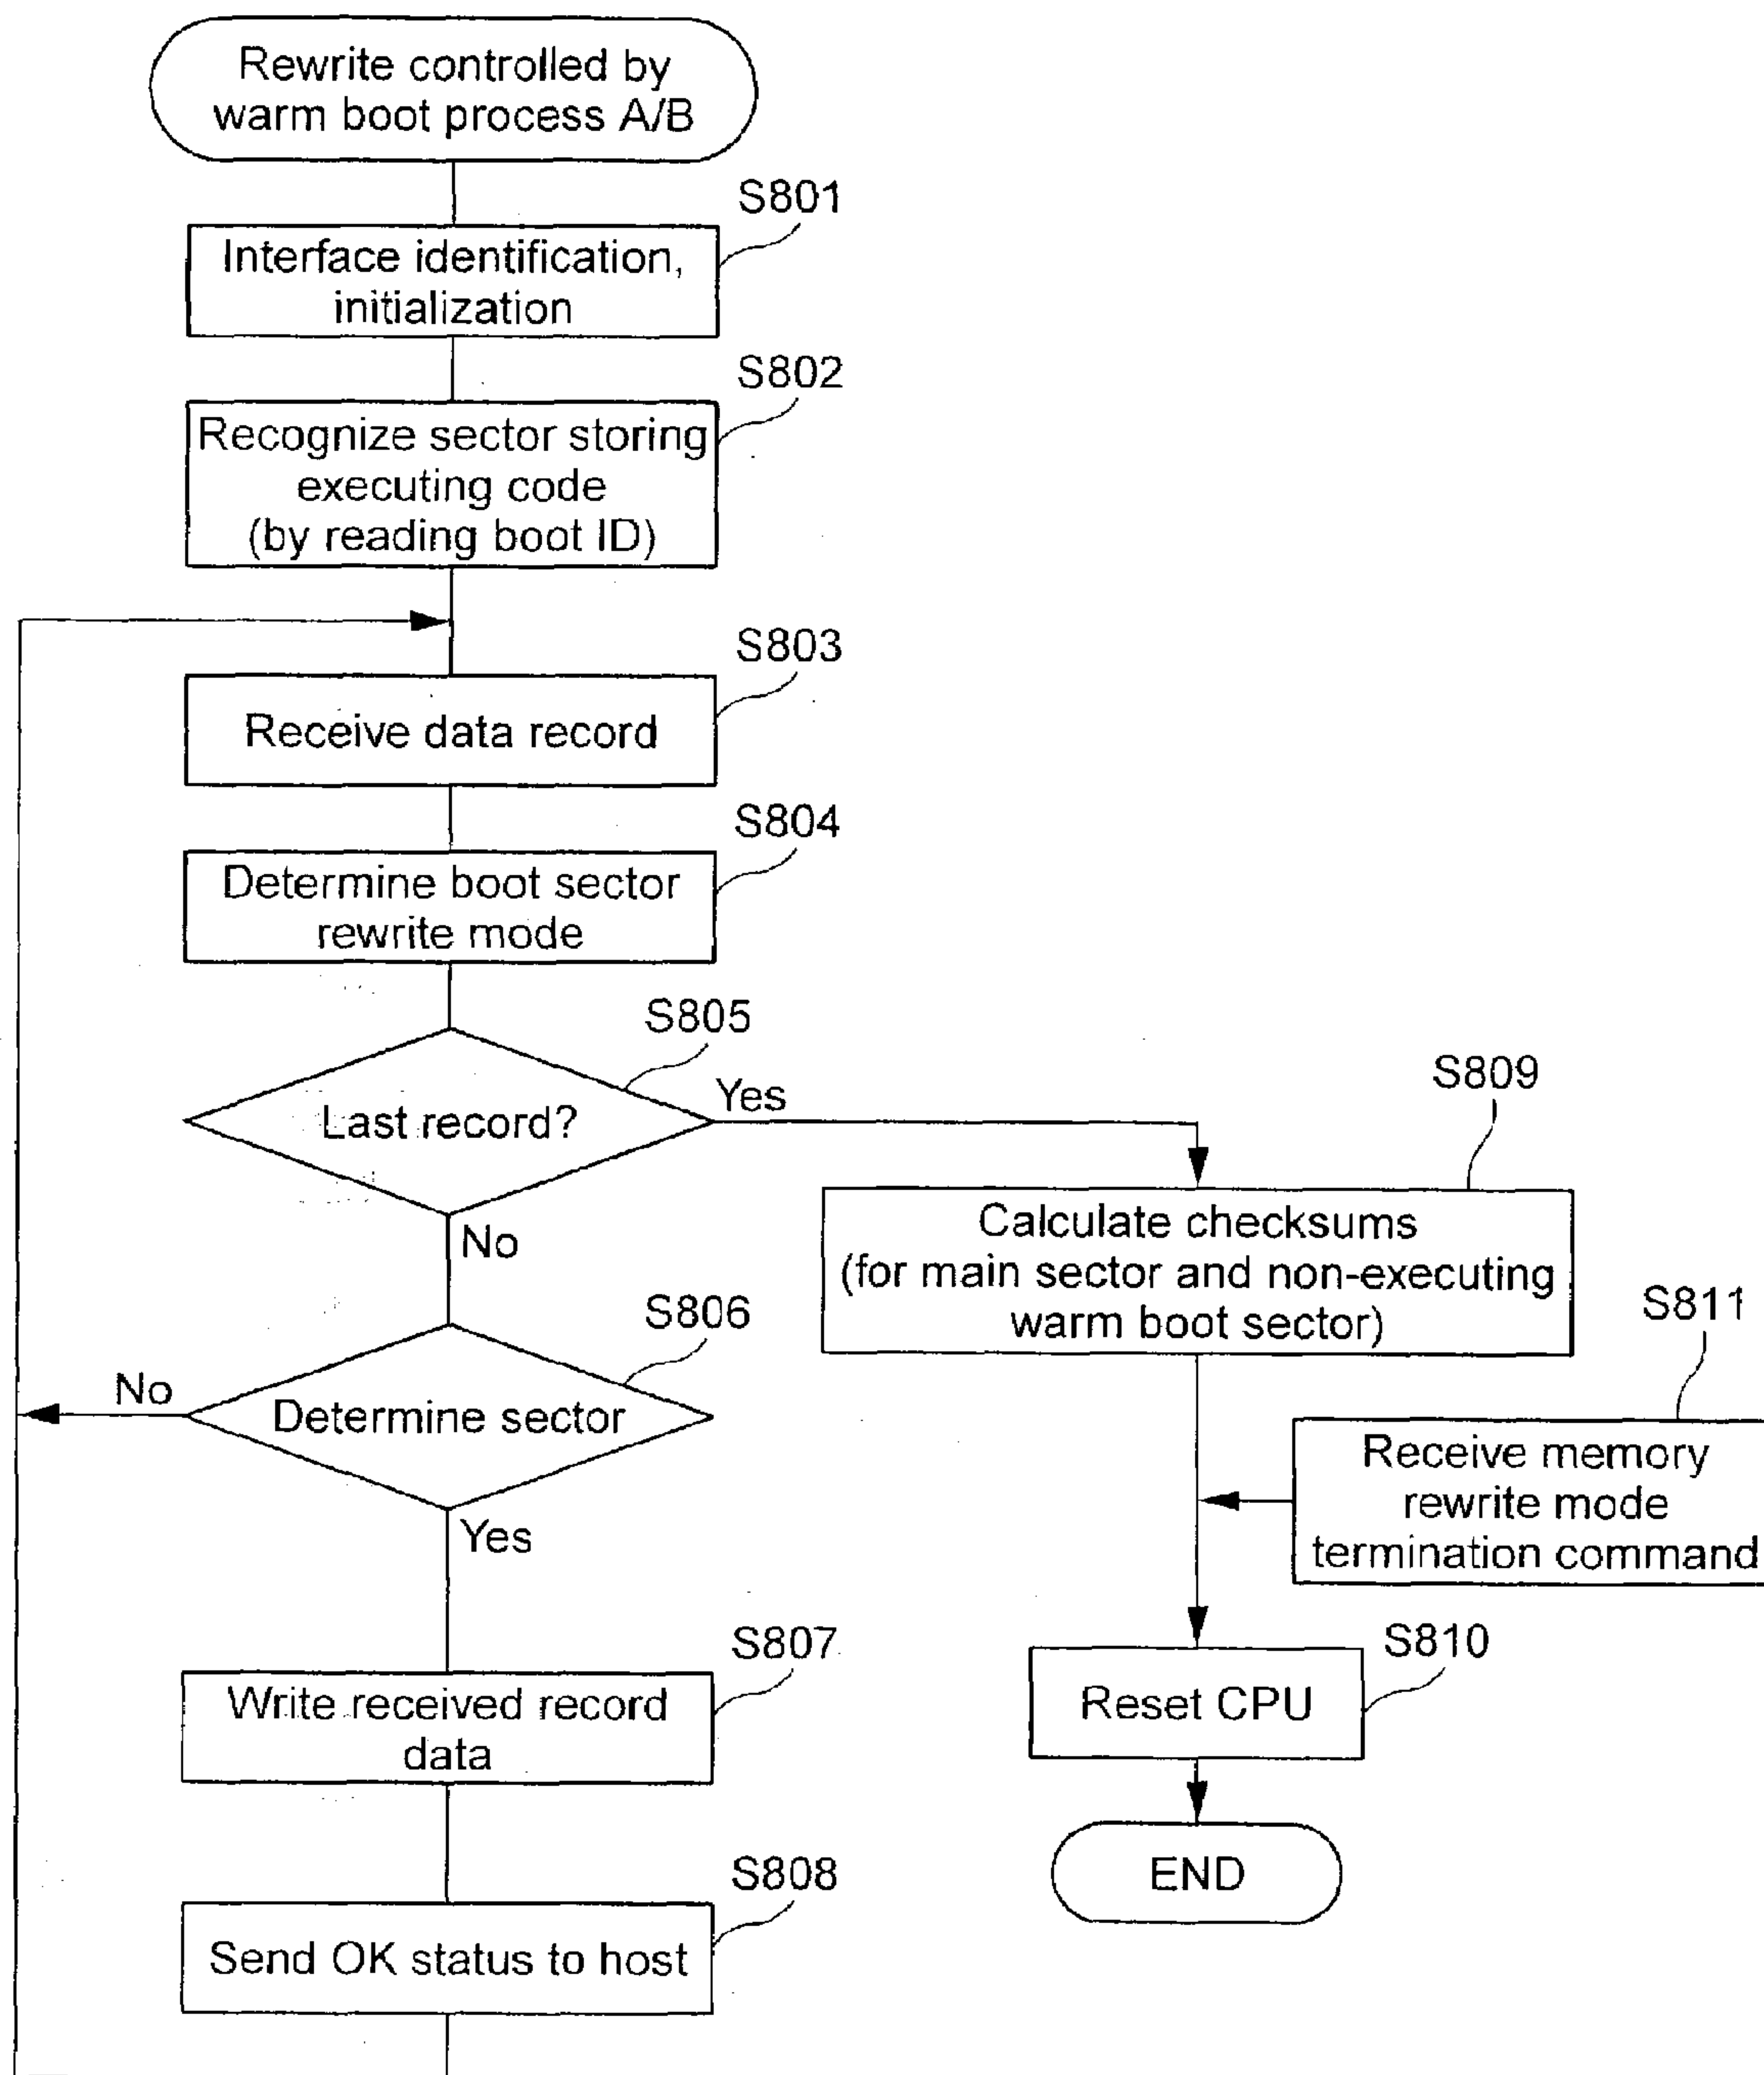 Rewrite controlled by
warm boot process A/B
S801
Interface identification,
initialization
S802
Recognize sector storing
executing code
(by reading boot ID)
S803
Receive data record
S804
Determine boot sector
rewrite mode
S805
Last record?
Yes
No
S809
Calculate checksums
(for main sector and non-executing
warm boot sector)
S806
Determine sector
No
Yes
S811
Receive memory
rewrite mode
termination command
S807
Write received record
data
S810
Reset CPU
S808
Send OK status to host
END